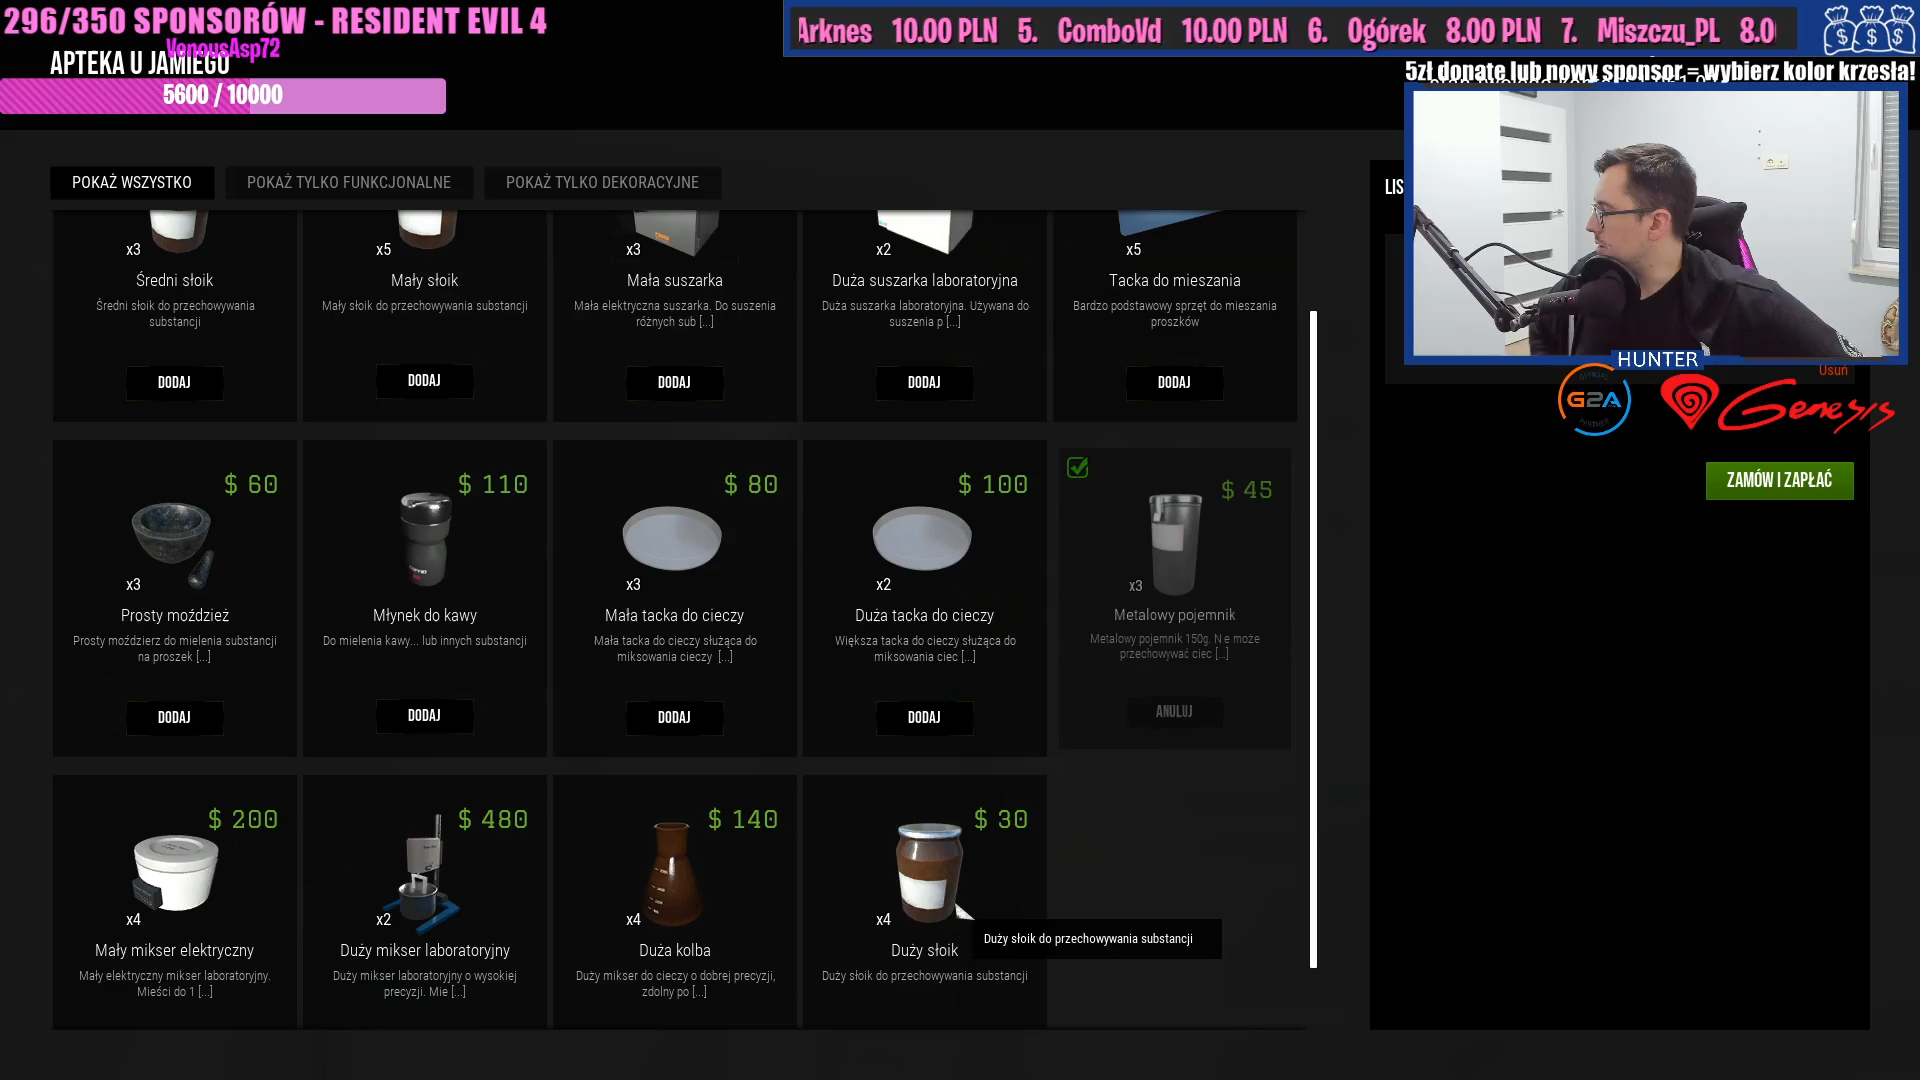 296/350 SPONSORÓW - RESIDENT EVIL 4
VenousAsp72
APTEKA U JAMIEGO
5600 / 10000
Arknes 10.00 PLN 5. ComboVd 10.00 PLN 6. Ogórek 8.00 PLN 7. Miszczu_PL 8.0
5zł donate lub nowy sponsor = wybierz kolor krzesła!
POKAŻ WSZYSTKO
POKAŻ TYLKO FUNKCJONALNE
POKAŻ TYLKO DEKORACYJNE
LIS
x3
Średni słoik
Średni słoik do przechowywania
substancji
DODAJ
x5
Mały słoik
Mały słoik do przechowywania substancji
DODAJ
x3
Mała suszarka
Mała elektryczna suszarka. Do suszenia
różnych sub [...]
DODAJ
x2
Duża suszarka laboratoryjna
Duża suszarka laboratoryjna. Używana do
suszenia p [...]
DODAJ
x5
Tacka do mieszania
Bardzo podstawowy sprzęt do mieszania
proszków
DODAJ
HUNTER
Usuń
G2A
PARTNER
Genesis
ZAMÓW I ZAPŁAĆ
$ 60
x3
Prosty moździeż
Prosty moździerz do mielenia substancji
na proszek [...]
DODAJ
$ 110
Młynek do kawy
Do mielenia kawy... lub innych substancji
DODAJ
$ 80
x3
Mała tacka do cieczy
Mała tacka do cieczy służąca do
miksowania cieczy [...]
DODAJ
$ 100
x2
Duża tacka do cieczy
Większa tacka do cieczy służąca do
miksowania ciec [...]
DODAJ
$ 45
x3
Metalowy pojemnik
Metalowy pojemnik 150g. N e może
przechowywać ciec [...]
ANULUJ
$ 200
x4
Mały mikser elektryczny
Mały elektryczny mikser laboratoryjny.
Mieści do 1 [...]
$ 480
x2
Duży mikser laboratoryjny
Duży mikser laboratoryjny o wysokiej
precyzji. Mie [...]
$ 140
x4
Duża kolba
Duży mikser do cieczy o dobrej precyzji,
zdolny po [...]
$ 30
x4
Duży słoik
Duży słoik do przechowywania substancji
Duży słoik do przechowywania substancji